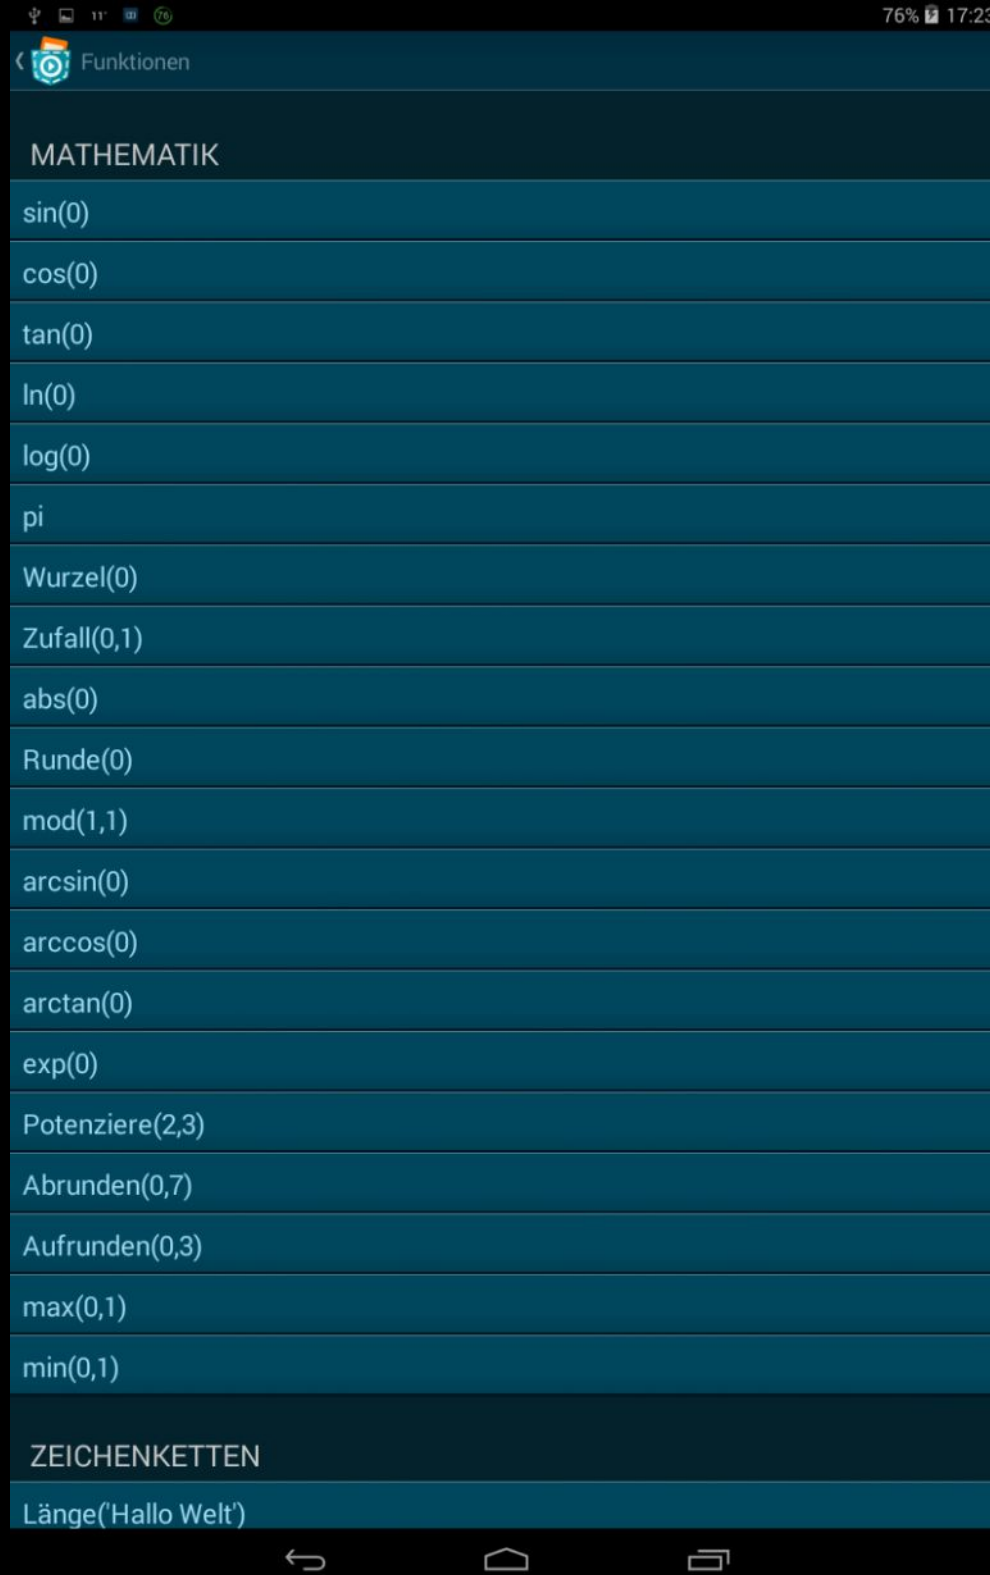 11° 76 76% 17:23
Funktionen
MATHEMATIK
sin(0)
cos(0)
tan(0)
ln(0)
log(0)
pi
Wurzel(0)
Zufall(0,1)
abs(0)
Runde(0)
mod(1,1)
arcsin(0)
arccos(0)
arctan(0)
exp(0)
Potenziere(2,3)
Abrunden(0,7)
Aufrunden(0,3)
max(0,1)
min(0,1)
ZEICHENKETTEN
Länge('Hallo Welt')